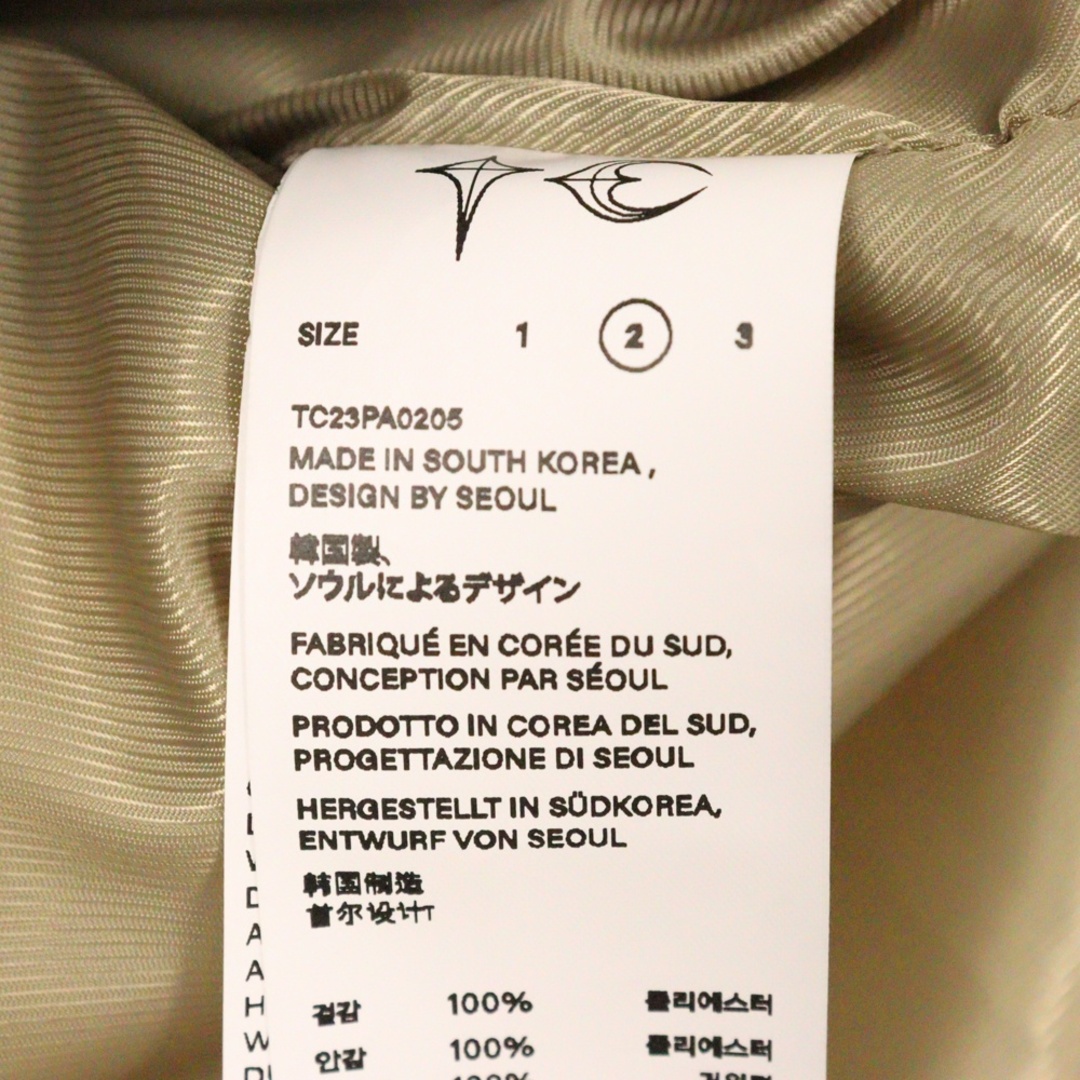 SIZE 1 2 3
TC23PA0205
MADE IN SOUTH KOREA ,
DESIGN BY SEOUL
韓国製、
ソウルによるデザイン
FABRIQUÉ EN CORÉE DU SUD,
CONCEPTION PAR SÉOUL
PRODOTTO IN COREA DEL SUD,
PROGETTAZIONE DI SEOUL
HERGESTELLT IN SÜDKOREA,
ENTWURF VON SEOUL
韩国制造
首尔设计
겉감 100% 폴리에스터
안감 100% 폴리에스터
100%